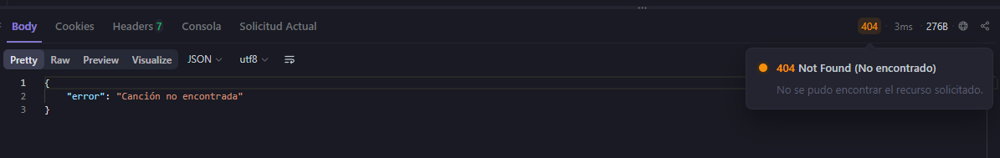 Body Cookies Headers 7 Consola Solicitud Actual 404 3ms 276B
Pretty Raw Preview Visualize JSON utf8
404 Not Found (No encontrado)
No se pudo encontrar el recurso solicitado.
1 {
2 "error": "Canción no encontrada"
3 }